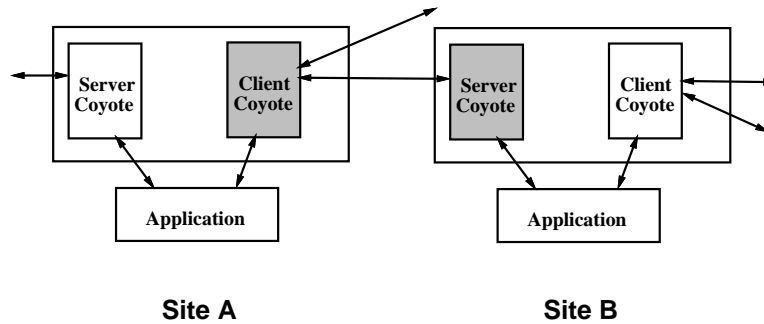 Server
Coyote
Client
Coyote
Application
Server
Coyote
Client
Coyote
Application
Site A
Site B